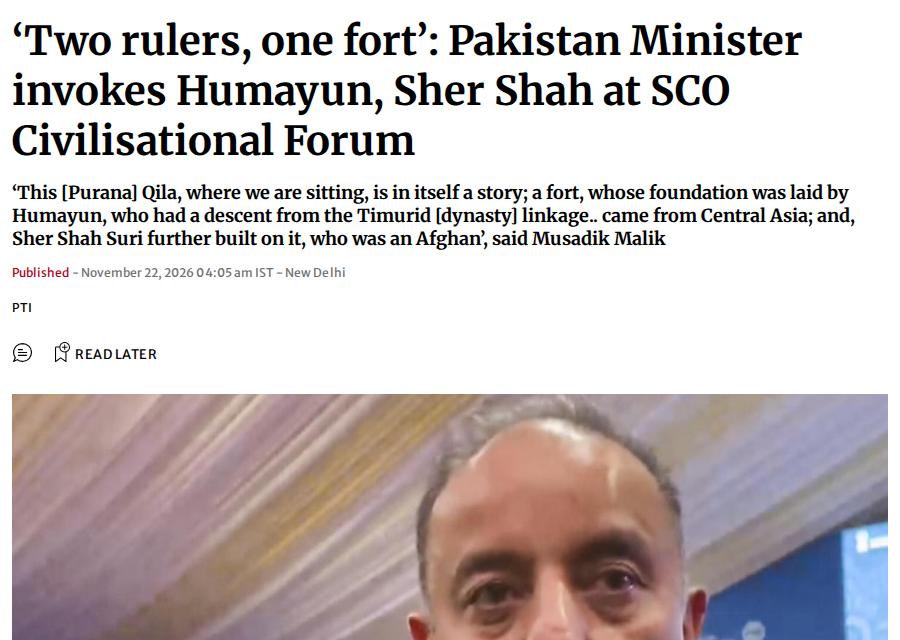 ‘Two rulers, one fort’: Pakistan Minister
invokes Humayun, Sher Shah at SCO
Civilisational Forum
‘This [Purana] Qila, where we are sitting, is in itself a story; a fort, whose foundation was laid by
Humayun, who had a descent from the Timurid [dynasty] linkage.. came from Central Asia; and,
Sher Shah Suri further built on it, who was an Afghan’, said Musadik Malik
Published - November 22, 2026 04:05 am IST - New Delhi
PTI
READ LATER